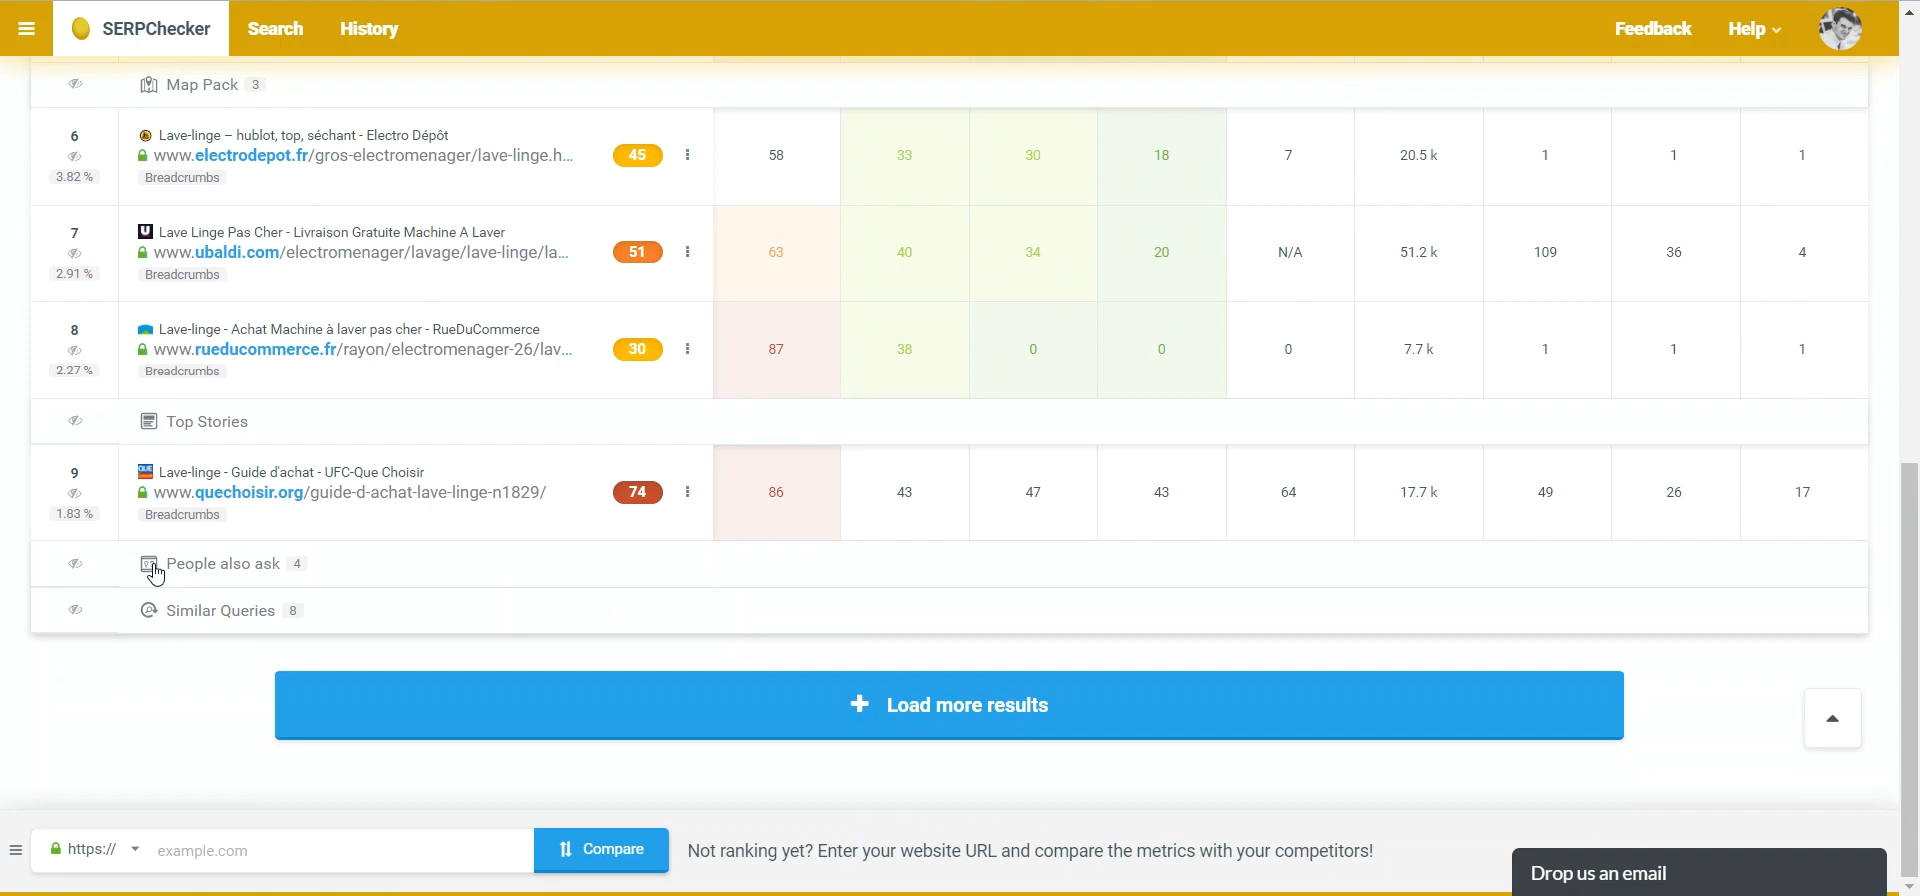 SERPChecker Search History Feedback Help
Map Pack 3
6 Lave-linge – hublot, top, séchant - Electro Dépôt
www.electrodepot.fr/gros-electromenager/lave-linge.h... 45 58 33 30 18 7 20.5 k 1 1 1
3.82 % Breadcrumbs
7 Lave Linge Pas Cher - Livraison Gratuite Machine A Laver
www.ubaldi.com/electromenager/lavage/lave-linge/la... 51 63 40 34 20 N/A 51.2 k 109 36 4
2.91 % Breadcrumbs
8 Lave-linge - Achat Machine à laver pas cher - RueDuCommerce
www.rueducommerce.fr/rayon/electromenager-26/lav... 30 87 38 0 0 0 7.7 k 1 1 1
2.27 % Breadcrumbs
Top Stories
9 Lave-linge - Guide d'achat - UFC-Que Choisir
www.quechoisir.org/guide-d-achat-lave-linge-n1829/ 74 86 43 47 43 64 17.7 k 49 26 17
1.83 % Breadcrumbs
People also ask 4
Similar Queries 8
+ Load more results
https:// example.com Compare Not ranking yet? Enter your website URL and compare the metrics with your competitors!
Drop us an email